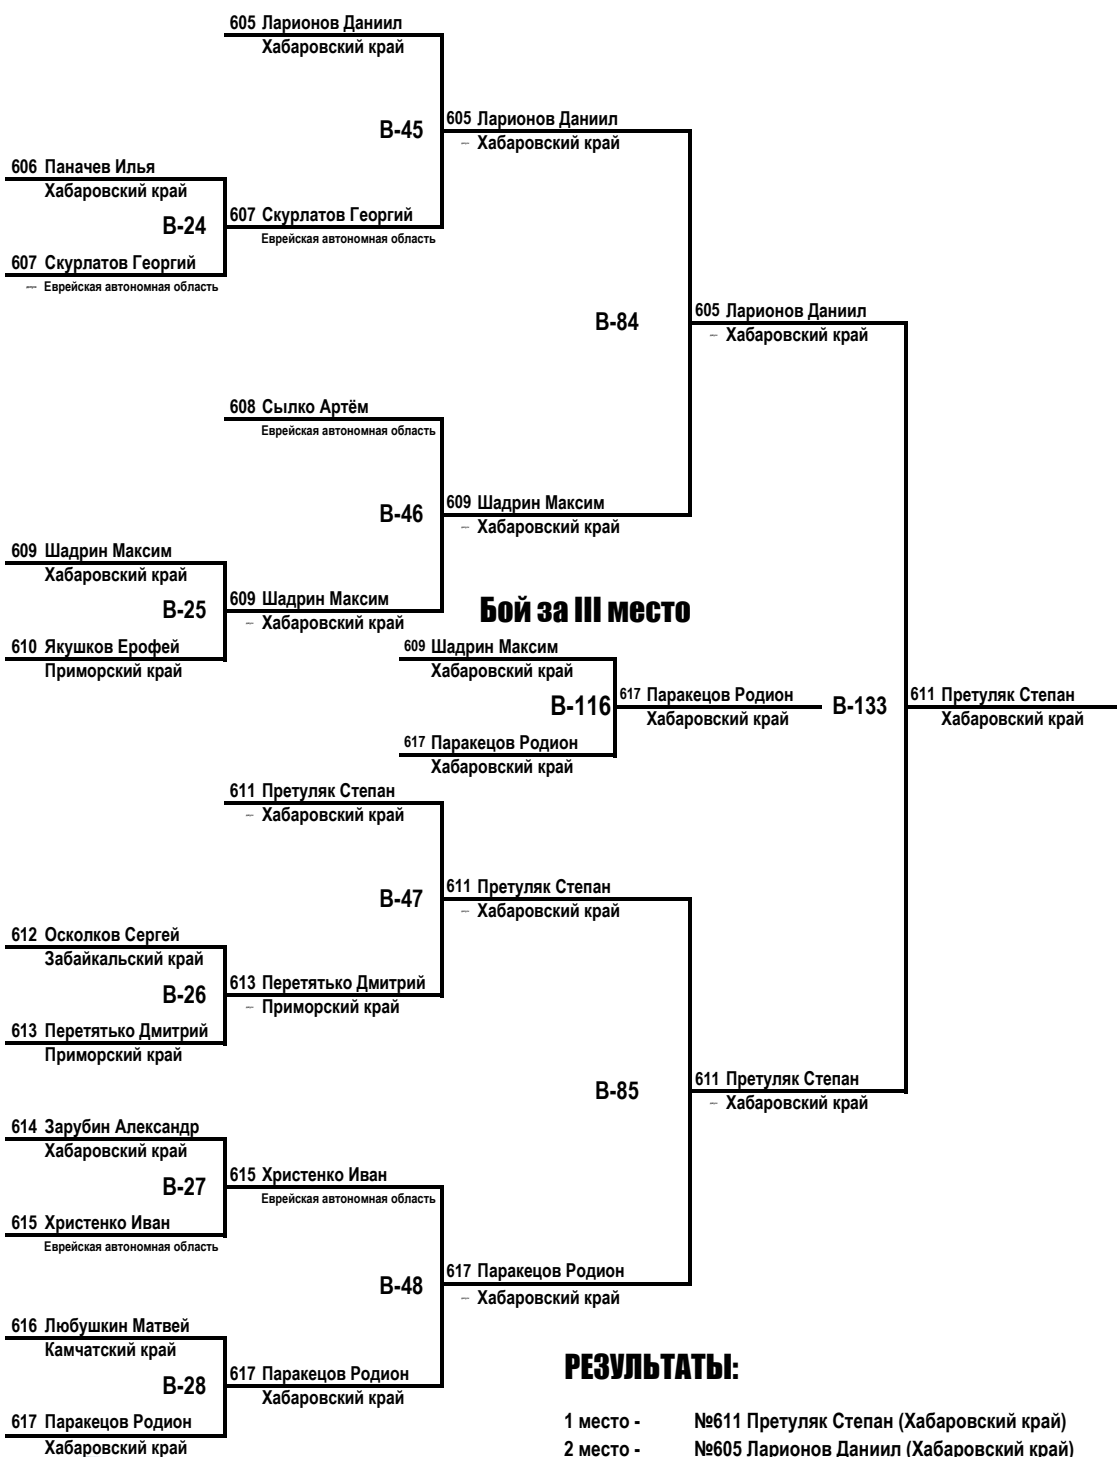 605 Ларионов Даниил
Хабаровский край
B-45
605 Ларионов Даниил
Хабаровский край
606 Паначев Илья
Хабаровский край
B-24
607 Скурлатов Георгий
Еврейская автономная область
607 Скурлатов Георгий
Еврейская автономная область
B-84
605 Ларионов Даниил
Хабаровский край
608 Сылко Артём
Еврейская автономная область
B-46
609 Шадрин Максим
Хабаровский край
609 Шадрин Максим
Хабаровский край
B-25
609 Шадрин Максим
Хабаровский край
610 Якушков Ерофей
Приморский край
Бой за III место
609 Шадрин Максим
Хабаровский край
B-116
617 Паракецов Родион
Хабаровский край
617 Паракецов Родион
Хабаровский край
B-133
611 Претуляк Степан
Хабаровский край
611 Претуляк Степан
Хабаровский край
B-47
611 Претуляк Степан
Хабаровский край
612 Осколков Сергей
Забайкальский край
B-26
613 Перетятько Дмитрий
Приморский край
613 Перетятько Дмитрий
Приморский край
B-85
611 Претуляк Степан
Хабаровский край
614 Зарубин Александр
Хабаровский край
B-27
615 Христенко Иван
Еврейская автономная область
615 Христенко Иван
Еврейская автономная область
B-48
617 Паракецов Родион
Хабаровский край
616 Любушкин Матвей
Камчатский край
B-28
617 Паракецов Родион
Хабаровский край
617 Паракецов Родион
Хабаровский край
РЕЗУЛЬТАТЫ:
1 место - №611 Претуляк Степан (Хабаровский край)
2 место - №605 Ларионов Даниил (Хабаровский край)